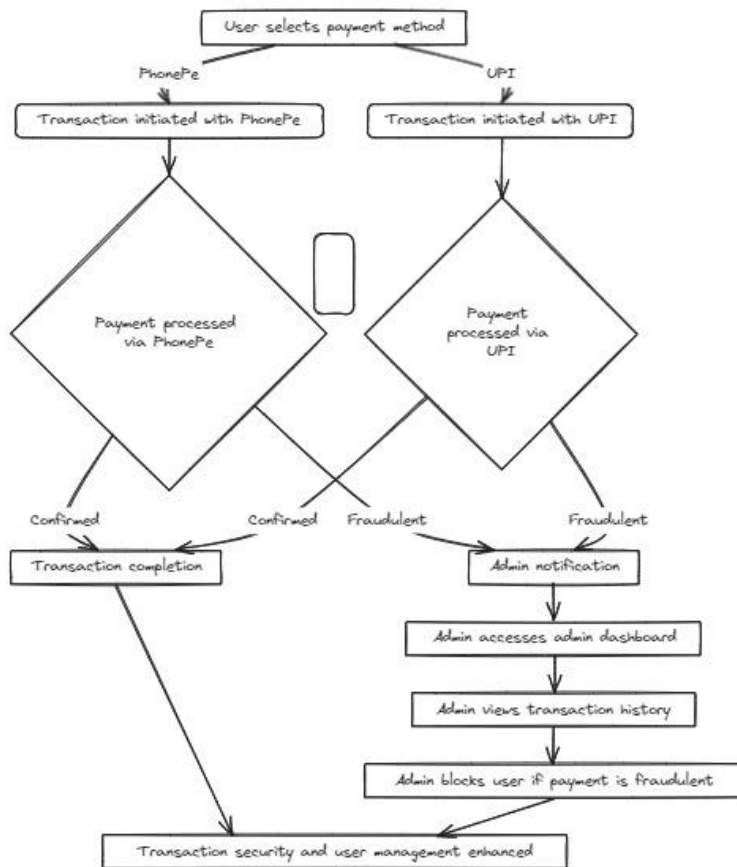 User selects payment method
PhonePe
UPI
Transaction initiated with PhonePe
Transaction initiated with UPI
Payment processed
via PhonePe
Payment
processed via
UPI
Confirmed
Confirmed
Fraudulent
Fraudulent
Transaction completion
Admin notification
Admin accesses admin dashboard
Admin views transaction history
Admin blocks user if payment is fraudulent
Transaction security and user management enhanced